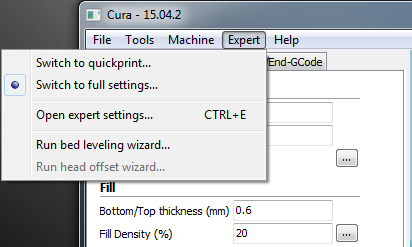 Cura - 15.04.2
File Tools Machine Expert Help
Switch to quickprint...
/End-GCode
Switch to full settings...
Open expert settings... CTRL+E
Run bed leveling wizard...
...
Run head offset wizard...
Fill
Bottom/Top thickness (mm) 0.6
Fill Density (%) 20 ...